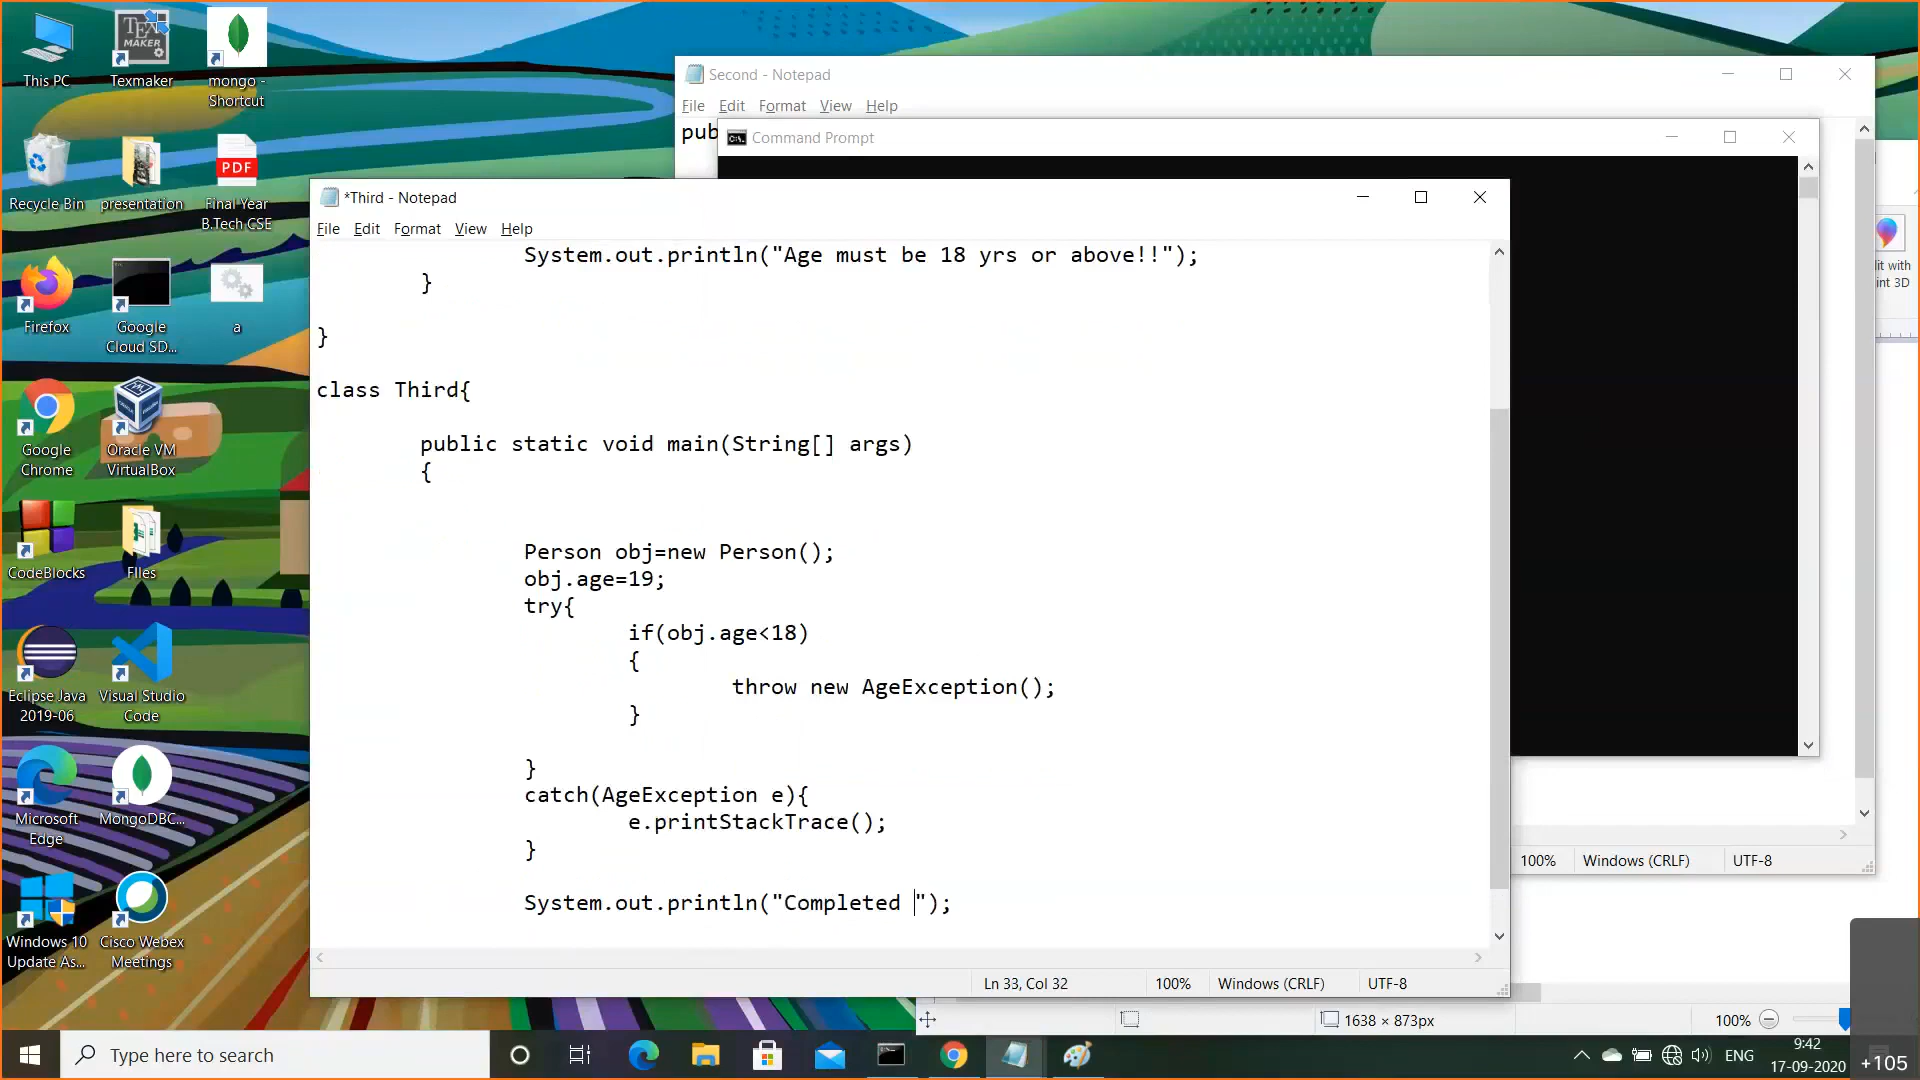 This PC
Texmaker
mongo -
Shortcut
Recycle Bin
presentation
PDF
Final Year
B.Tech CSE
Firefox
Google
Cloud SD...
a
Google
Chrome
Oracle VM
VirtualBox
CodeBlocks
FIles
Eclipse Java
2019-06
Visual Studio
Code
Microsoft
Edge
MongoDBC...
Windows 10
Update As...
Cisco Webex
Meetings
Second - Notepad
File Edit Format View Help
pub
Command Prompt
*Third - Notepad
File Edit Format View Help
System.out.println("Age must be 18 yrs or above!!");
}
}
class Third{
public static void main(String[] args)
{
Person obj=new Person();
obj.age=19;
try{
if(obj.age<18)
{
throw new AgeException();
}
}
catch(AgeException e){
e.printStackTrace();
}
System.out.println("Completed ");
Ln 33, Col 32 100% Windows (CRLF) UTF-8
100% Windows (CRLF) UTF-8
dit with
int 3D
1638 × 873px 100%
Type here to search
ENG
9:42
17-09-2020
+105